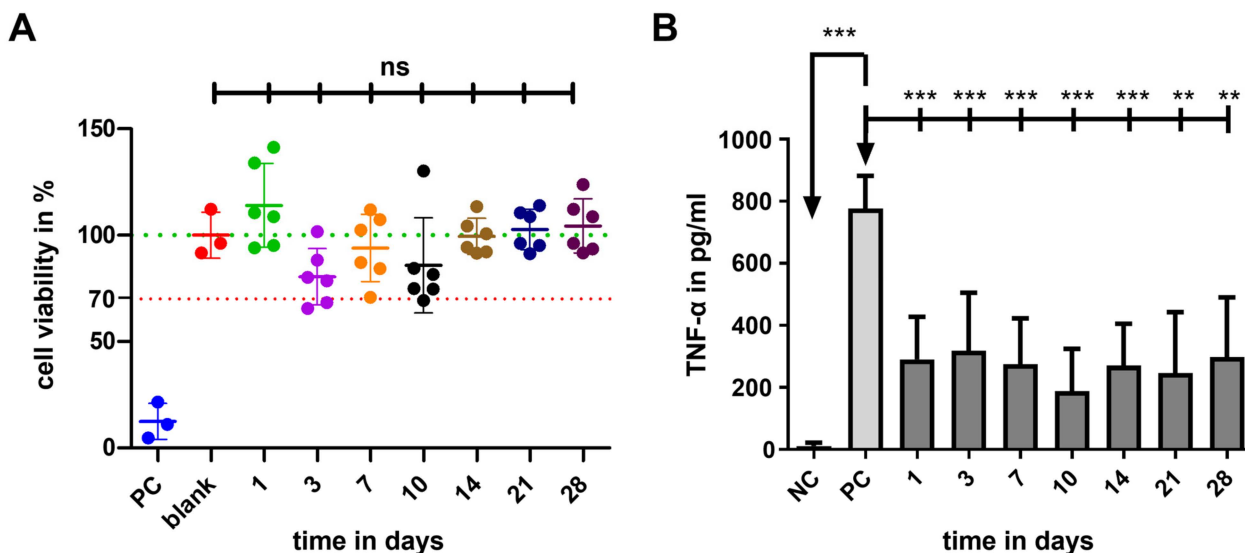 A
ns
150
100
70
50
0
cell viability in %
PC
blank
1
3
7
10
14
21
28
time in days
B
***
*** *** *** *** *** ** **
1000
800
600
400
200
0
TNF-α in pg/ml
NC
PC
1
3
7
10
14
21
28
time in days